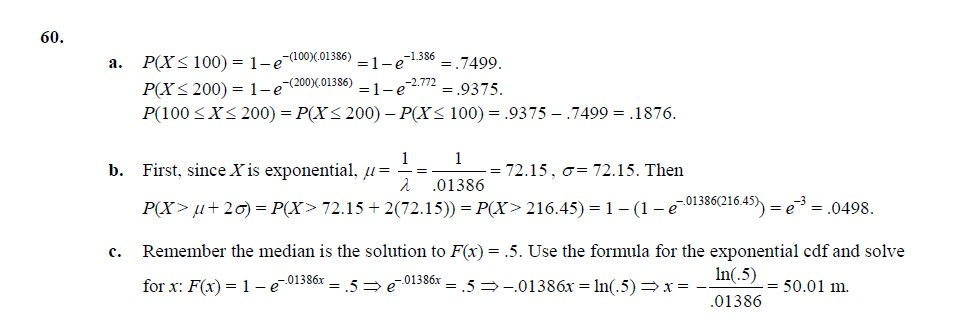 60.
a. P(X ≤ 100) = 1 − e^{−(100)(.01386)} = 1 − e^{−1.386} = .7499.
P(X ≤ 200) = 1 − e^{−(200)(.01386)} = 1 − e^{−2.772} = .9375.
P(100 ≤ X ≤ 200) = P(X ≤ 200) − P(X ≤ 100) = .9375 − .7499 = .1876.
b. First, since X is exponential, μ = \frac{1}{λ} = \frac{1}{.01386} = 72.15, σ = 72.15. Then
P(X > μ + 2σ) = P(X > 72.15 + 2(72.15)) = P(X > 216.45) = 1 − (1 − e^{−.01386(216.45)}) = e^{−3} = .0498.
c. Remember the median is the solution to F(x) = .5. Use the formula for the exponential cdf and solve
for x: F(x) = 1 − e^{−.01386x} = .5 ⇒ e^{−.01386x} = .5 ⇒ −.01386x = ln(.5) ⇒ x = −\frac{ln(.5)}{.01386} = 50.01 m.